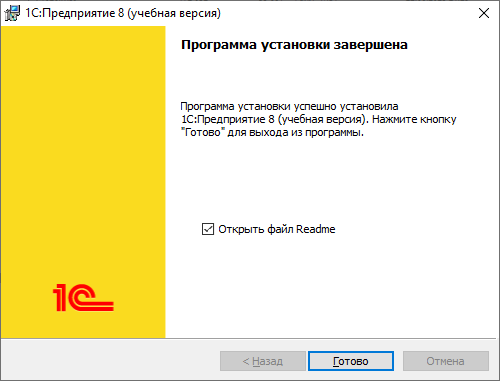 1С:Предприятие 8 (учебная версия)
Программа установки завершена
Программа установки успешно установила
1С:Предприятие 8 (учебная версия). Нажмите кнопку
"Готово" для выхода из программы.
Открыть файл Readme
1С
< Назад
Готово
Отмена